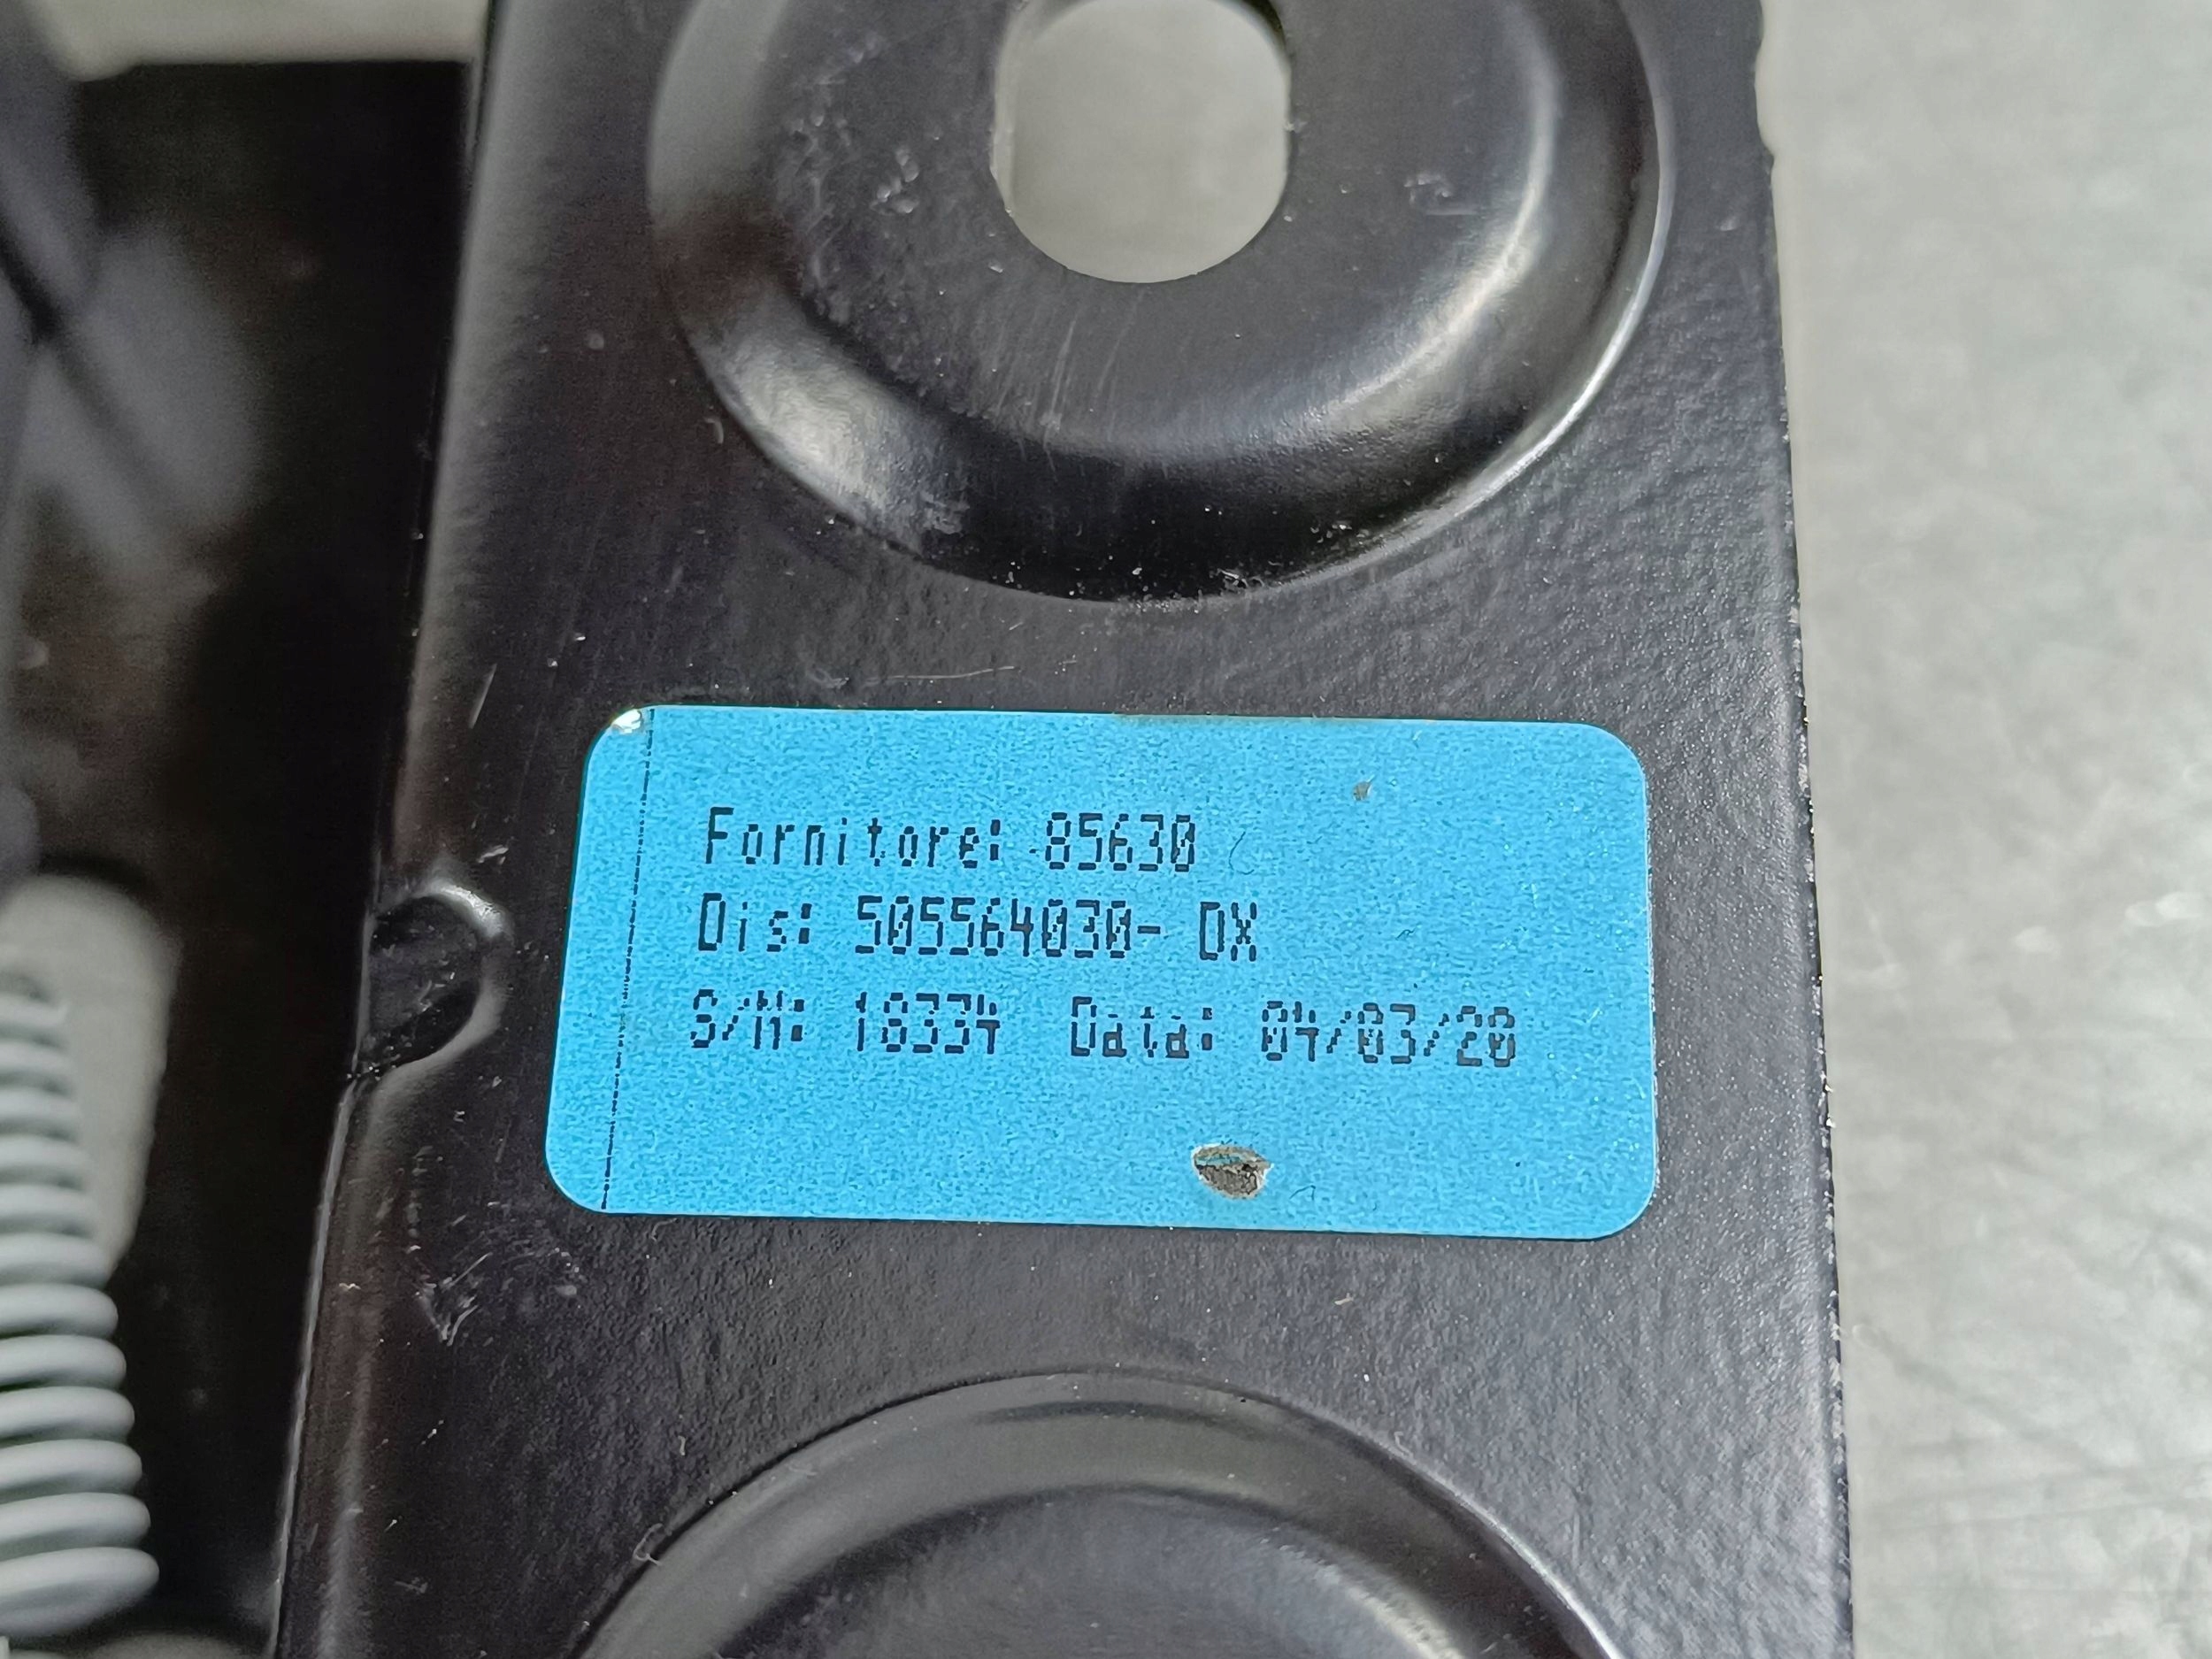 Fornitore: 85630
Dis: 505564030- DX
S/N: 18334 Data: 04/03/20